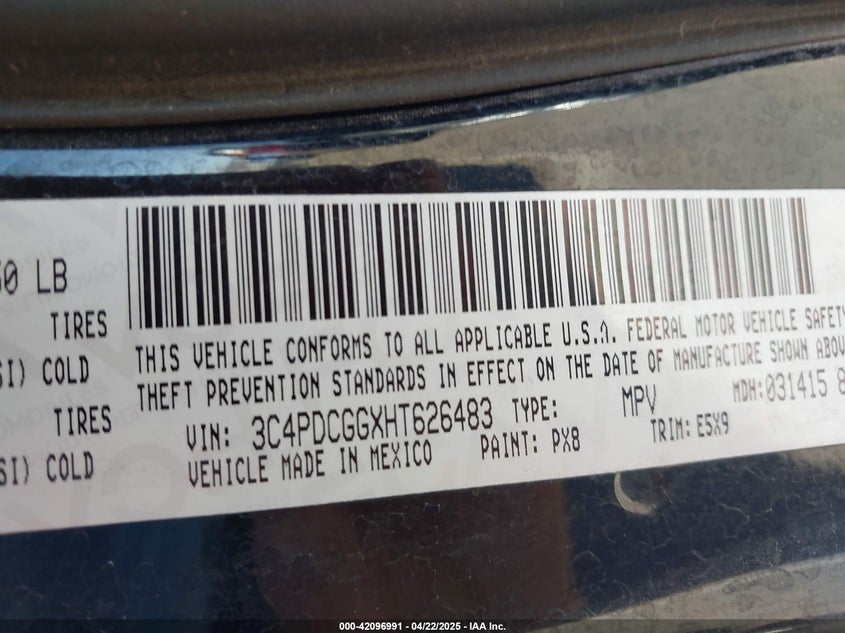 50 LB
TIRES
SI) COLD
TIRES
SI) COLD
THIS VEHICLE CONFORMS TO ALL APPLICABLE U.S.A. FEDERAL MOTOR VEHICLE SAFETY
THEFT PREVENTION STANDARDS IN EFFECT ON THE DATE OF MANUFACTURE SHOWN ABOV
VIN: 3C4PDCGGXHT626483 TYPE: MPV MDH:031415 8
VEHICLE MADE IN MEXICO PAINT: PX8 TRIM: E5X9
000-42096991 - 04/22/2025 - IAA Inc.